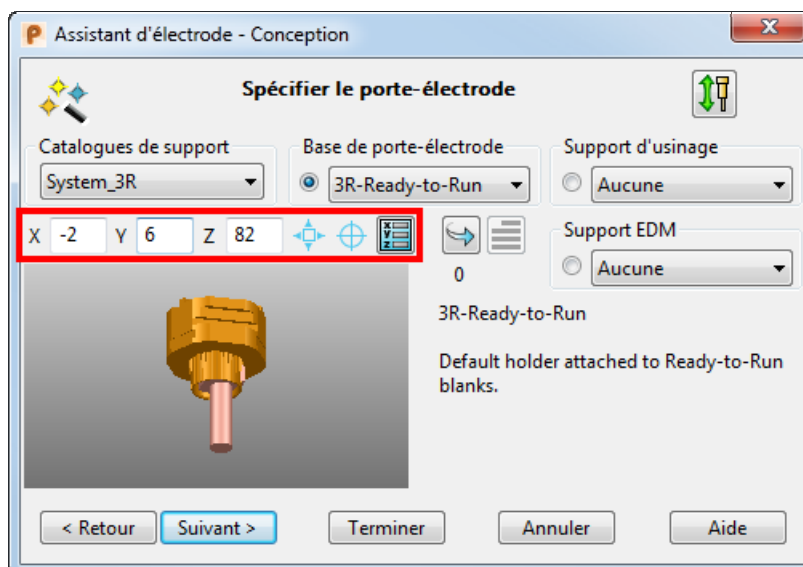 Assistant d'électrode - Conception
Spécifier le porte-électrode
Catalogues de support
Base de porte-électrode
Support d'usinage
System_3R
3R-Ready-to-Run
Aucune
X -2 Y 6 Z 82
x
y
z
Support EDM
0
Aucune
3R-Ready-to-Run
Default holder attached to Ready-to-Run
blanks.
< Retour
Suivant >
Terminer
Annuler
Aide